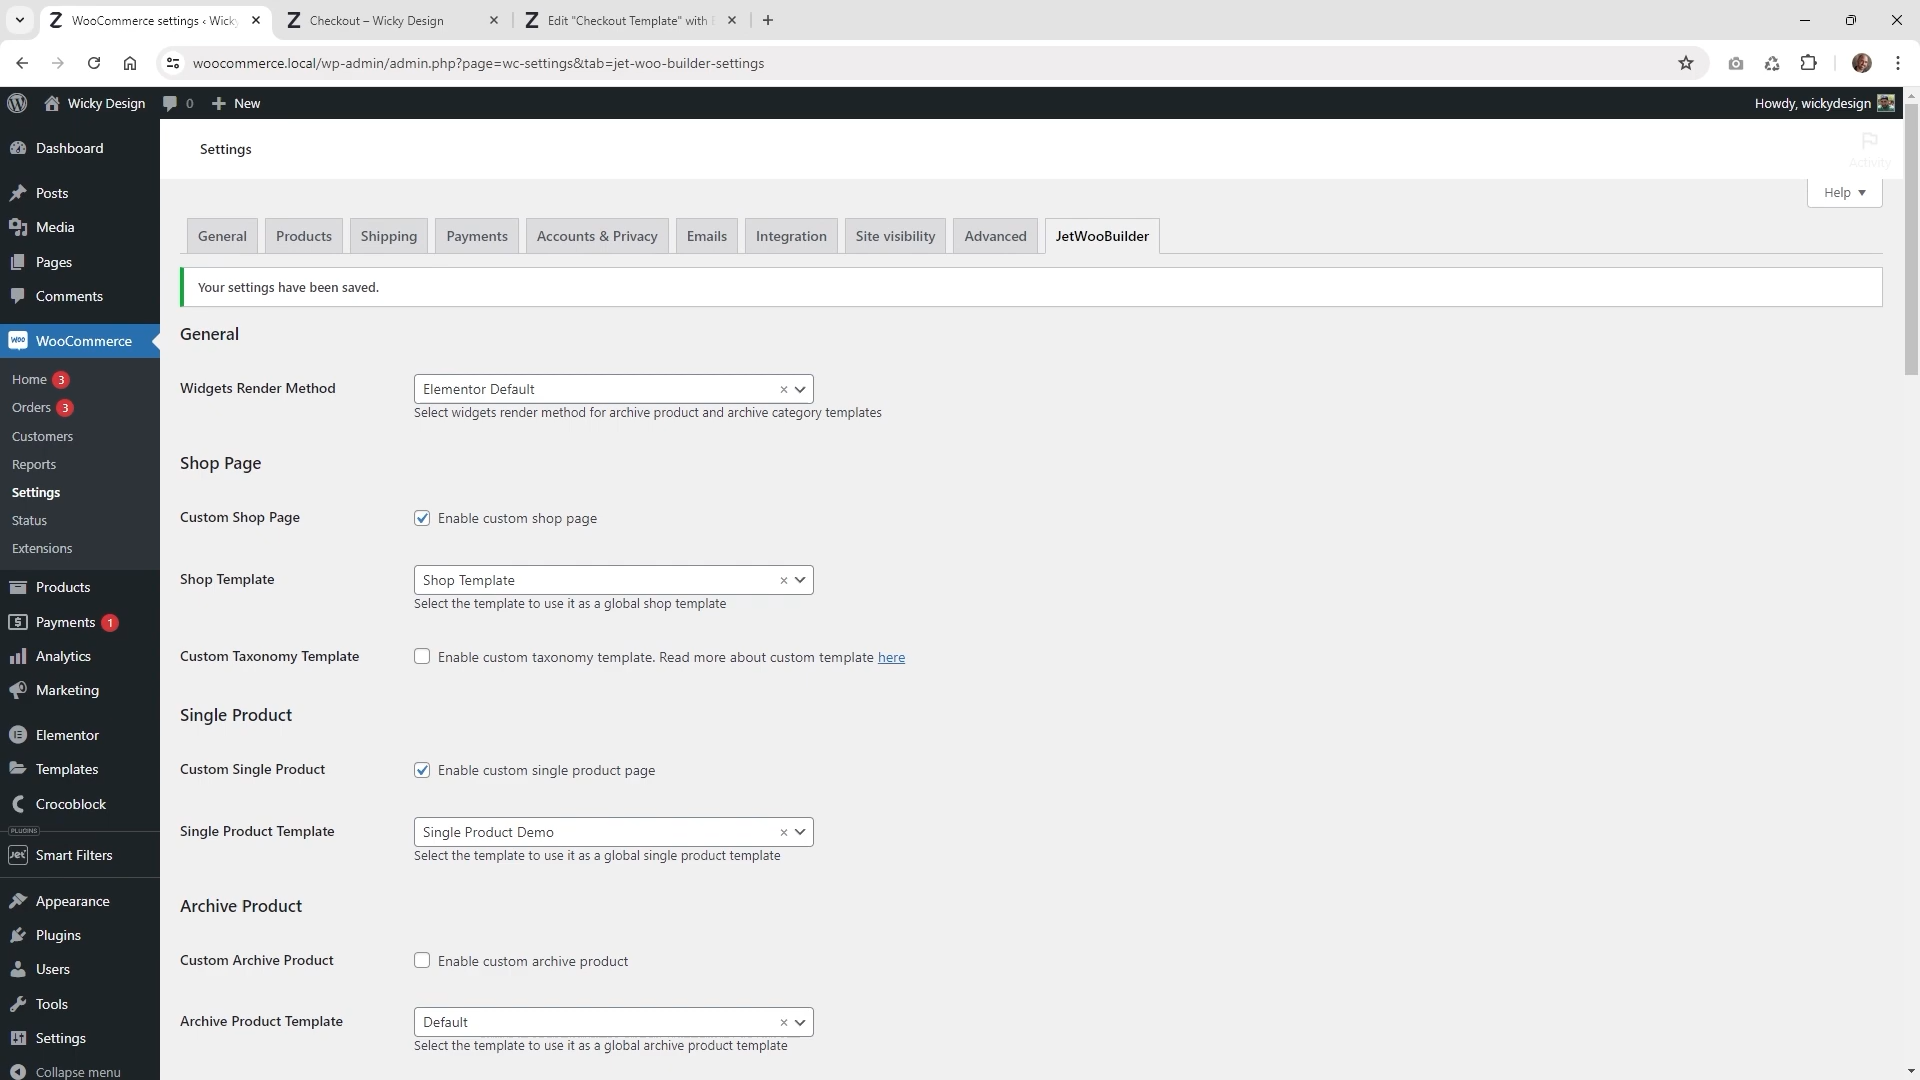 WooCommerce settings ‹ Wick
Checkout – Wicky Design
Edit "Checkout Template" with
woocommerce.local/wp-admin/admin.php?page=wc-settings&tab=jet-woo-builder-settings
Wicky Design
0
New
Howdy, wickydesign
Dashboard
Posts
Media
Pages
Comments
WooCommerce
Home 3
Orders 3
Customers
Reports
Settings
Status
Extensions
Products
Payments 1
Analytics
Marketing
Elementor
Templates
Crocoblock
PLUGINS
Smart Filters
Appearance
Plugins
Users
Tools
Settings
Collapse menu
Settings
Activity
Help
General
Products
Shipping
Payments
Accounts & Privacy
Emails
Integration
Site visibility
Advanced
JetWooBuilder
Your settings have been saved.
General
Widgets Render Method
Elementor Default
Select widgets render method for archive product and archive category templates
Shop Page
Custom Shop Page
Enable custom shop page
Shop Template
Shop Template
Select the template to use it as a global shop template
Custom Taxonomy Template
Enable custom taxonomy template. Read more about custom template here
Single Product
Custom Single Product
Enable custom single product page
Single Product Template
Single Product Demo
Select the template to use it as a global single product template
Archive Product
Custom Archive Product
Enable custom archive product
Archive Product Template
Default
Select the template to use it as a global archive product template